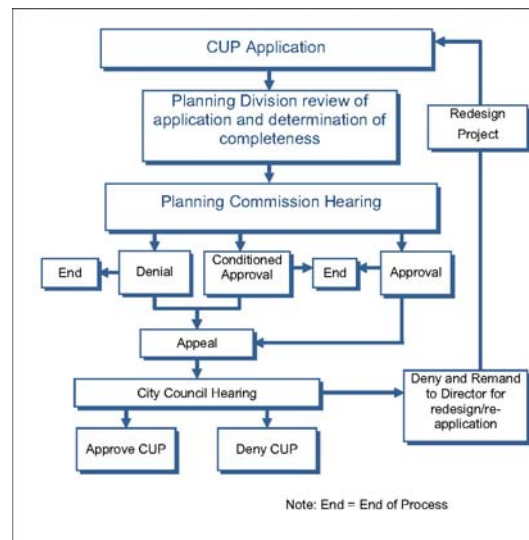 CUP Application
Planning Division review of
application and determination of
completeness
Redesign
Project
Planning Commission Hearing
End
Denial
Conditioned
Approval
End
Approval
Appeal
City Council Hearing
Deny and Remand
to Director for
redesign/re-
application
Approve CUP
Deny CUP
Note: End = End of Process